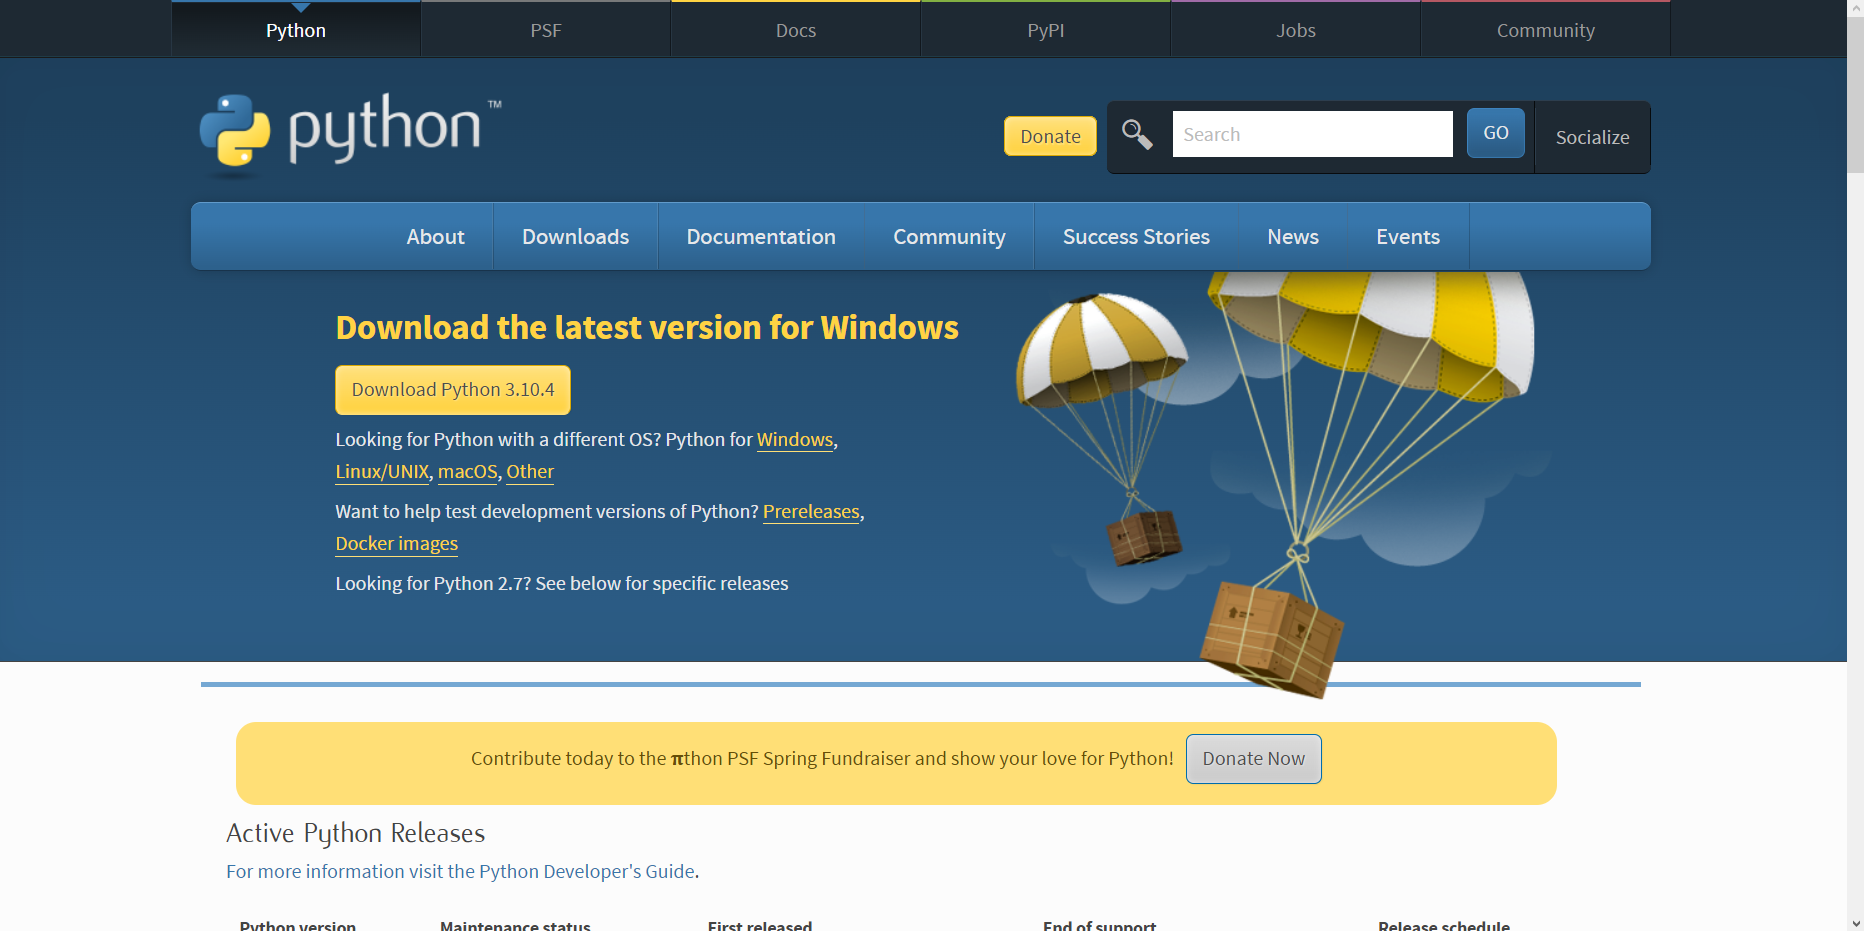 Python PSF Docs PyPI Jobs Community
python™
Donate Search GO Socialize
About Downloads Documentation Community Success Stories News Events
Download the latest version for Windows
Download Python 3.10.4
Looking for Python with a different OS? Python for Windows,
Linux/UNIX, macOS, Other
Want to help test development versions of Python? Prereleases,
Docker images
Looking for Python 2.7? See below for specific releases
Contribute today to the πthon PSF Spring Fundraiser and show your love for Python! Donate Now
Active Python Releases
For more information visit the Python Developer's Guide.
Python version Maintenance status First released End of support Release schedule